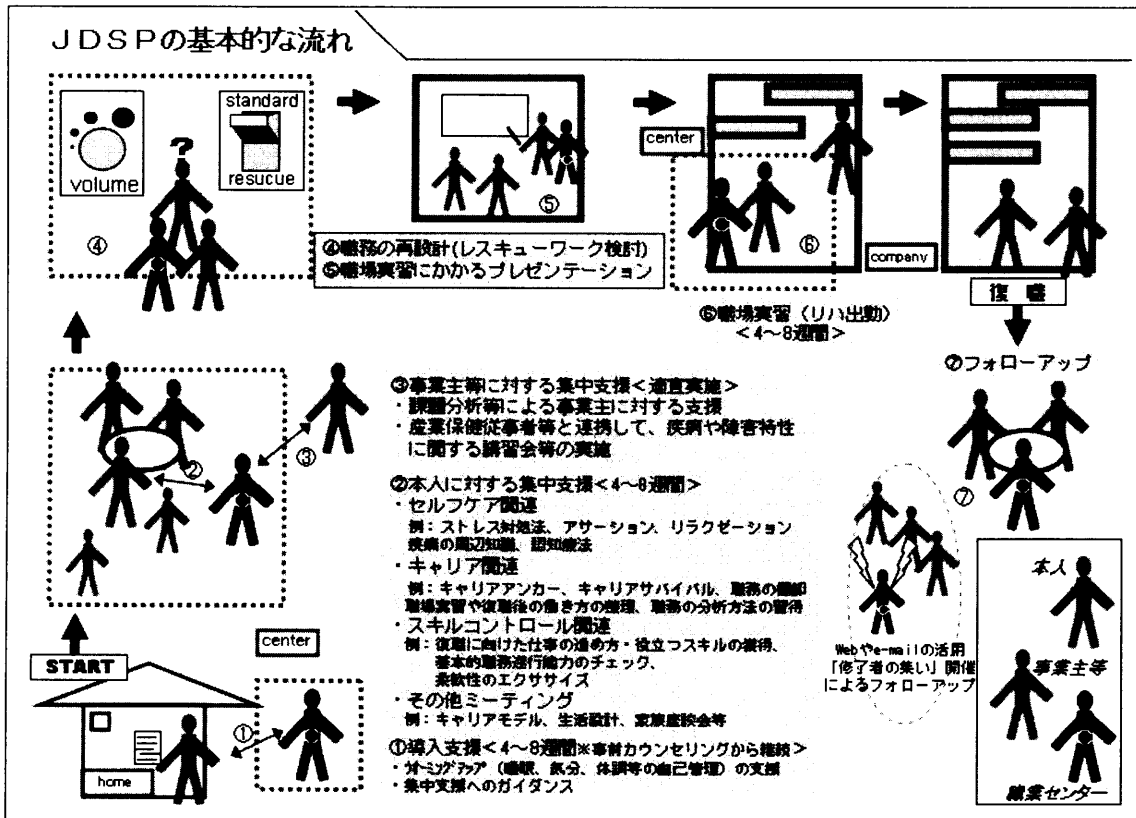 JDSPの基本的な流れ
volume
?
standard
resucue
④
⑤
④職務の再設計(レスキューワーク検討)
⑤職場実習にかかるプレゼンテーション
center
⑥
company
⑥職場実習（リハ出勤）
＜4～8週間＞
復 職
⑦フォローアップ
⑦
②
③
③事業主等に対する集中支援＜適宜実施＞
・課題分析等による事業主に対する支援
・産業保健従事者等と連携して、疾病や障害特性
に関する講習会等の実施
②本人に対する集中支援＜4～8週間＞
・セルフケア関連
例：ストレス対処法、アサーション、リラクゼーション
疾病の周辺知識、認知療法
・キャリア関連
例：キャリアアンカー、キャリアサバイバル、職務の棚卸
職場実習や復職後の働き方の整理、職務の分析方法の習得
・スキルコントロール関連
例：復職に向けた仕事の進め方・役立つスキルの獲得、
基本的職務遂行能力のチェック、
柔軟性のエクササイズ
・その他ミーティング
例：キャリアモデル、生活設計、家族座談会等
①導入支援＜4～8週間※事前カウンセリングから継続＞
・ウォーミングアップ（睡眠、気分、体調等の自己管理）の支援
・集中支援へのガイダンス
START
center
①
home
Webやe-mailの活用
「修了者の集い」開催
によるフォローアップ
本人
事業主等
職業センター